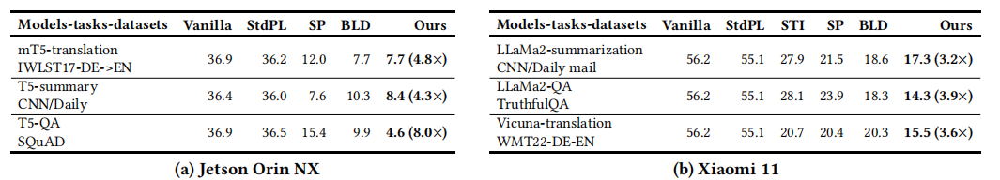 Models-tasks-datasets Vanilla StdPL SP BLD Ours
mT5-translation
IWLST17-DE->EN 36.9 36.2 12.0 7.7 7.7 (4.8×)
T5-summary
CNN/Daily 36.4 36.0 7.6 10.3 8.4 (4.3×)
T5-QA
SQuAD 36.9 36.5 15.4 9.9 4.6 (8.0×)
(a) Jetson Orin NX
Models-tasks-datasets Vanilla StdPL STI SP BLD Ours
LLaMa2-summarization
CNN/Daily mail 56.2 55.1 27.9 21.5 18.6 17.3 (3.2×)
LLaMa2-QA
TruthfulQA 56.2 55.1 28.1 23.9 18.3 14.3 (3.9×)
Vicuna-translation
WMT22-DE-EN 56.2 55.1 20.7 20.4 20.3 15.5 (3.6×)
(b) Xiaomi 11